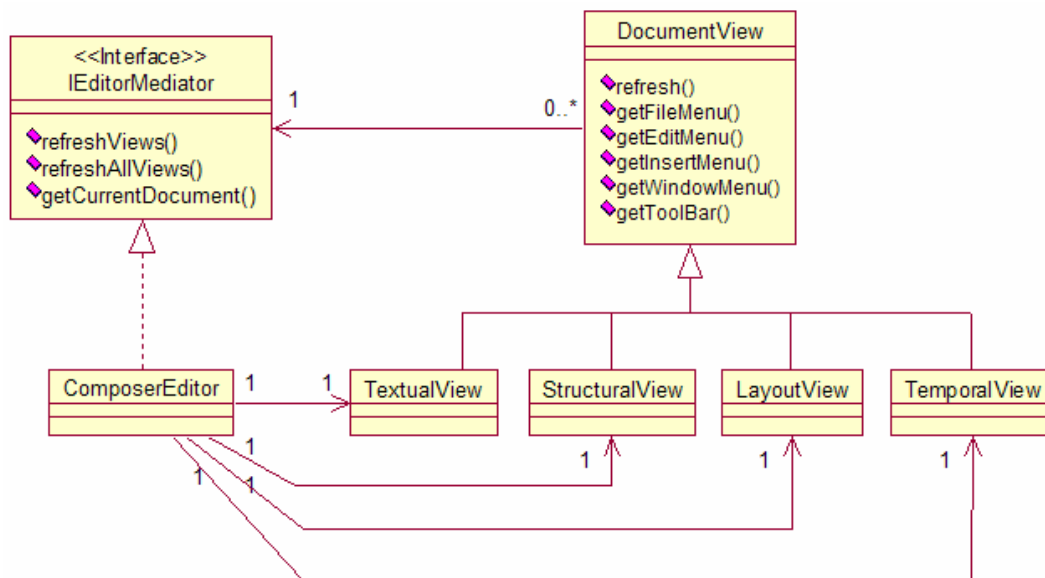 <<Interface>>
IEditorMediator
refreshViews()
refreshAllViews()
getCurrentDocument()
1
0..*
DocumentView
refresh()
getFileMenu()
getEditMenu()
getInsertMenu()
getWindowMenu()
getToolBar()
ComposerEditor
1
1
TextualView
StructuralView
LayoutView
TemporalView
1
1
1
1
1
1